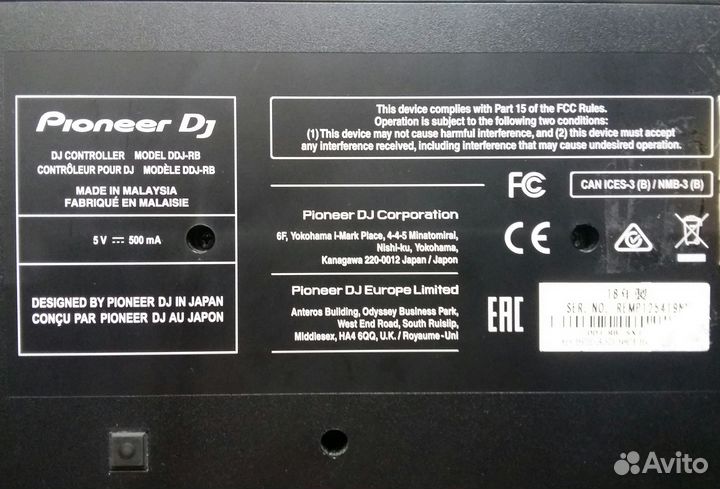 Pioneer Dj
DJ CONTROLLER MODEL DDJ-RB
CONTRÔLEUR POUR DJ MODÈLE DDJ-RB
MADE IN MALAYSIA
FABRIQUÉ EN MALAISIE
5 V 500 mA
DESIGNED BY PIONEER DJ IN JAPAN
CONÇU PAR PIONEER DJ AU JAPON
This device complies with Part 15 of the FCC Rules.
Operation is subject to the following two conditions:
(1) This device may not cause harmful interference, and (2) this device must accept
any interference received, including interference that may cause undesired operation.
FC
CAN ICES-3 (B) / NMB-3 (B)
Pioneer DJ Corporation
6F, Yokohama i-Mark Place, 4-4-5 Minatomirai,
Nishi-ku, Yokohama,
Kanagawa 220-0012 Japan / Japon
CE
Pioneer DJ Europe Limited
Anteros Building, Odyssey Business Park,
West End Road, South Ruislip,
Middlesex, HA4 6QQ, U.K. / Royaume-Uni
EAC
SER. NO.
Avito